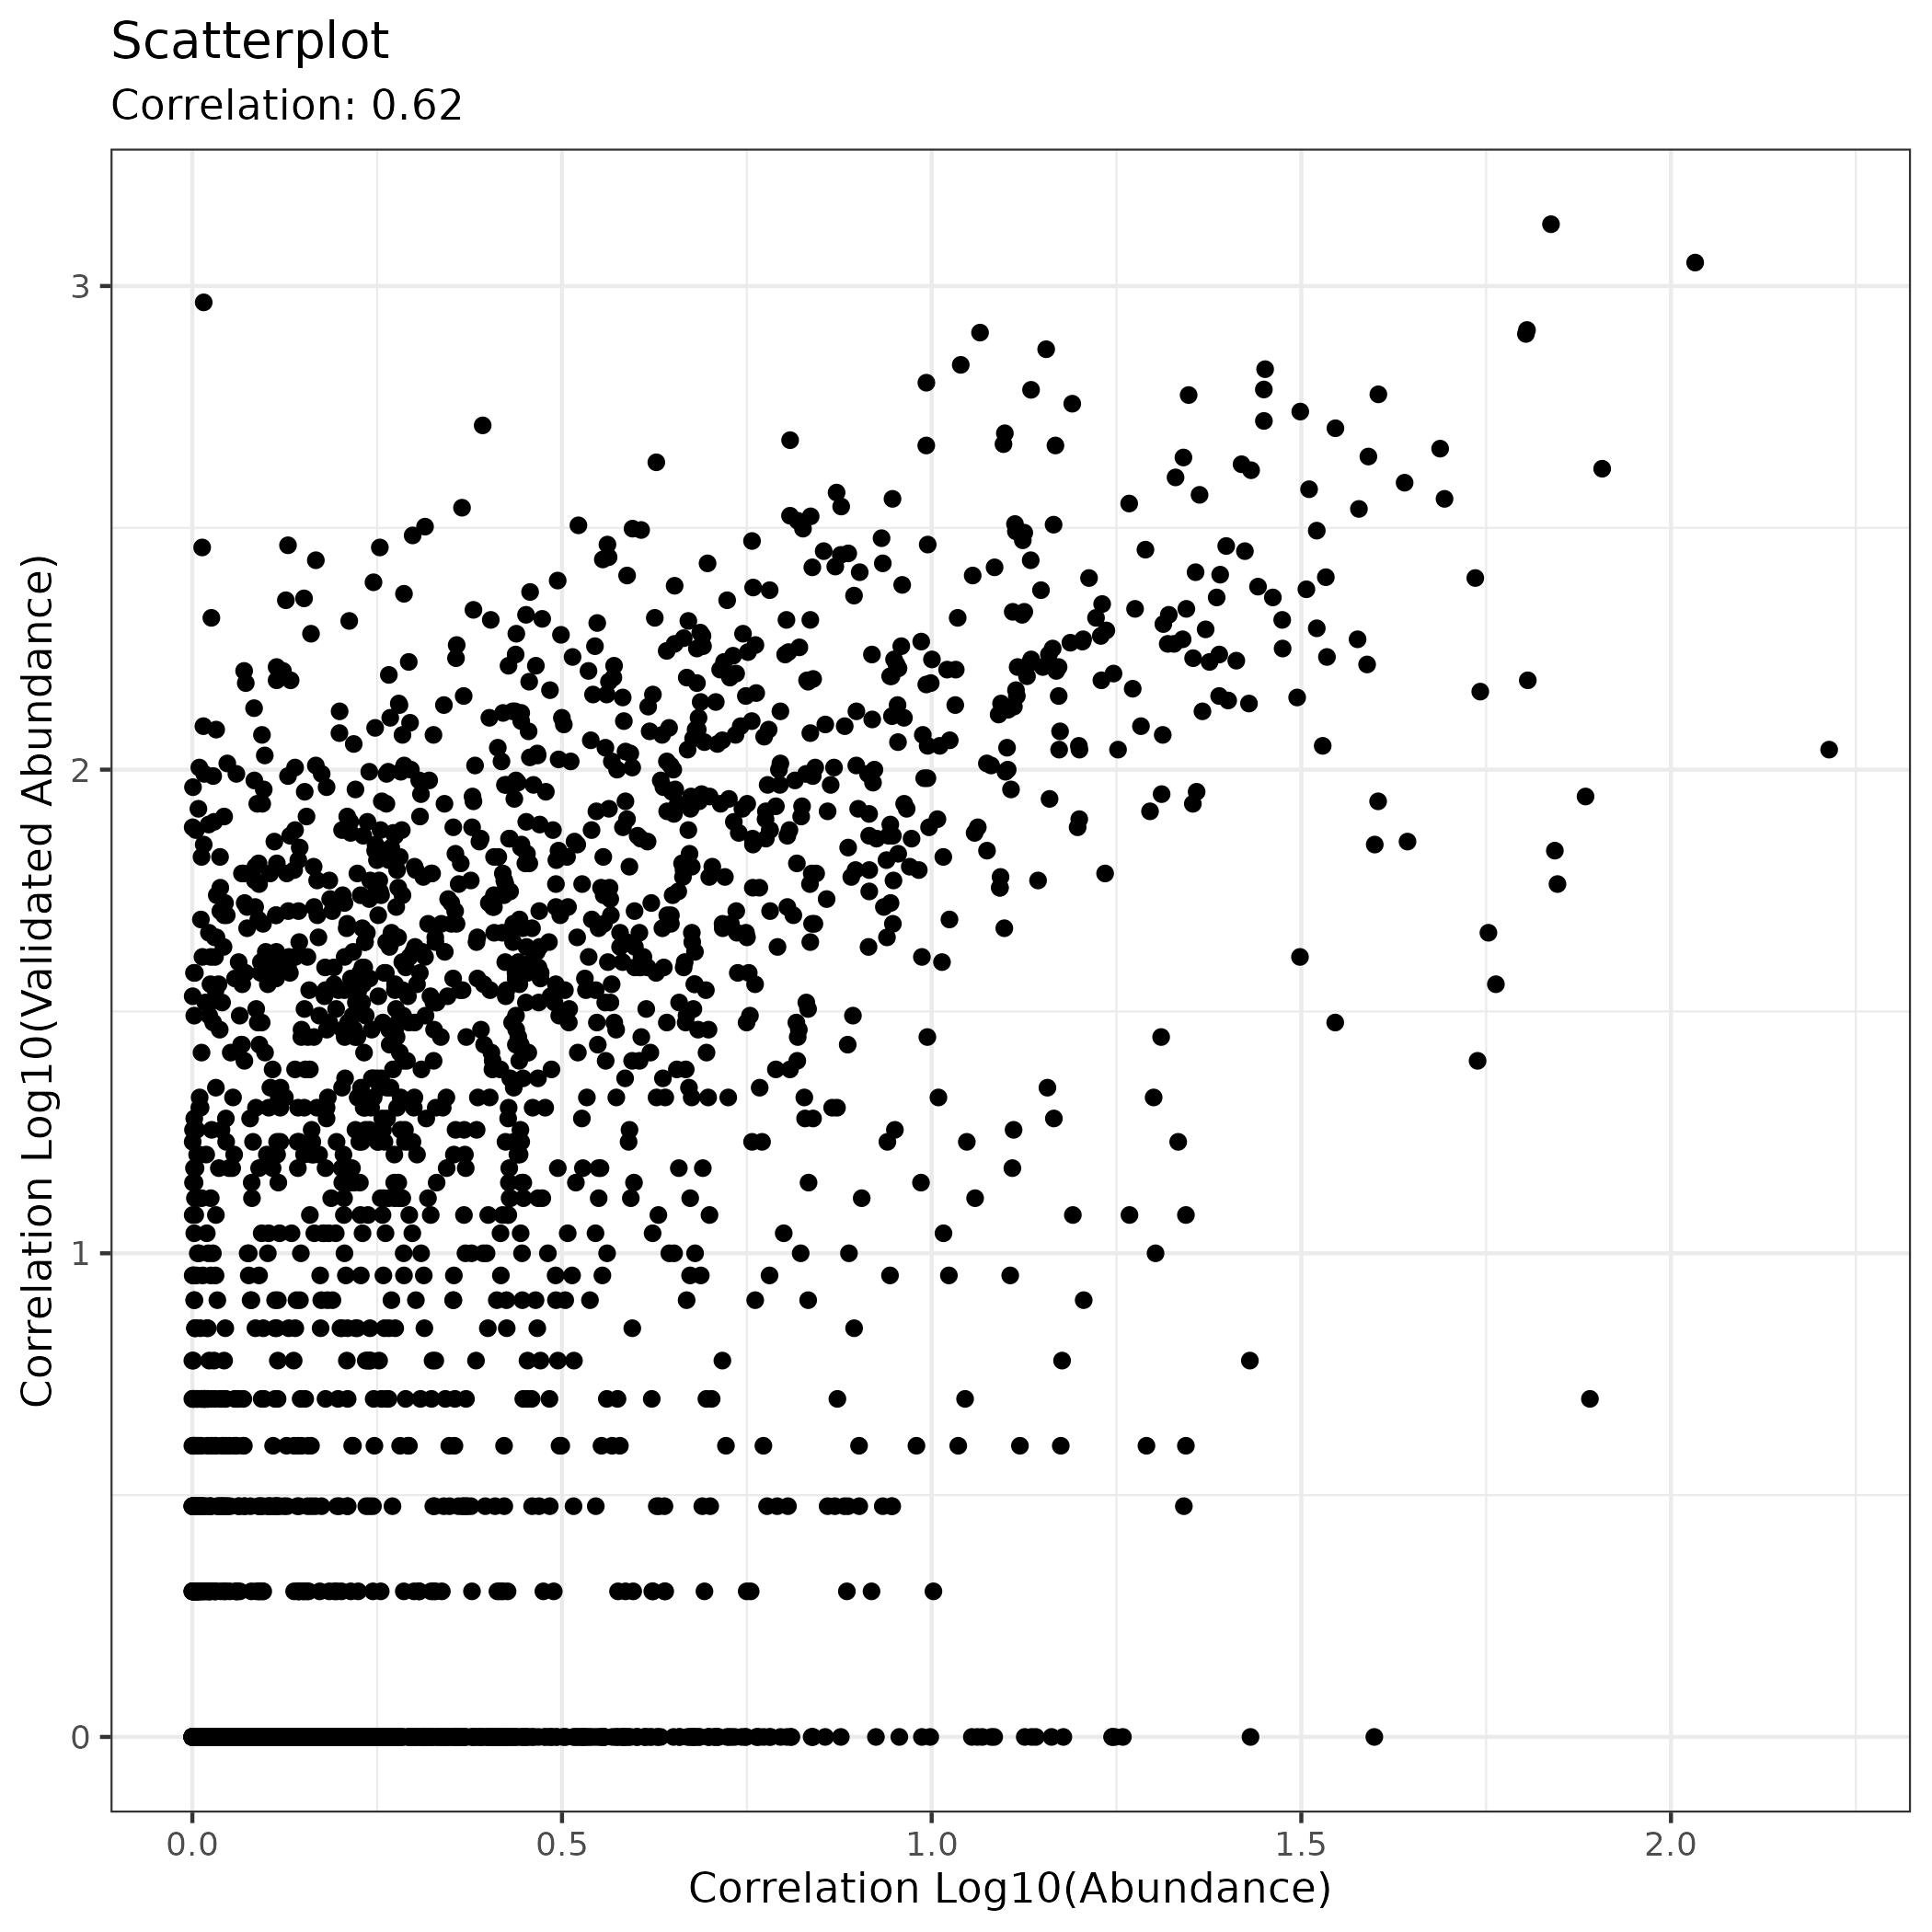 Scatterplot
Correlation: 0.62
Correlation Log10(Validated Abundance)
3
2
1
0
0.0 0.5 1.0 1.5 2.0
Correlation Log10(Abundance)